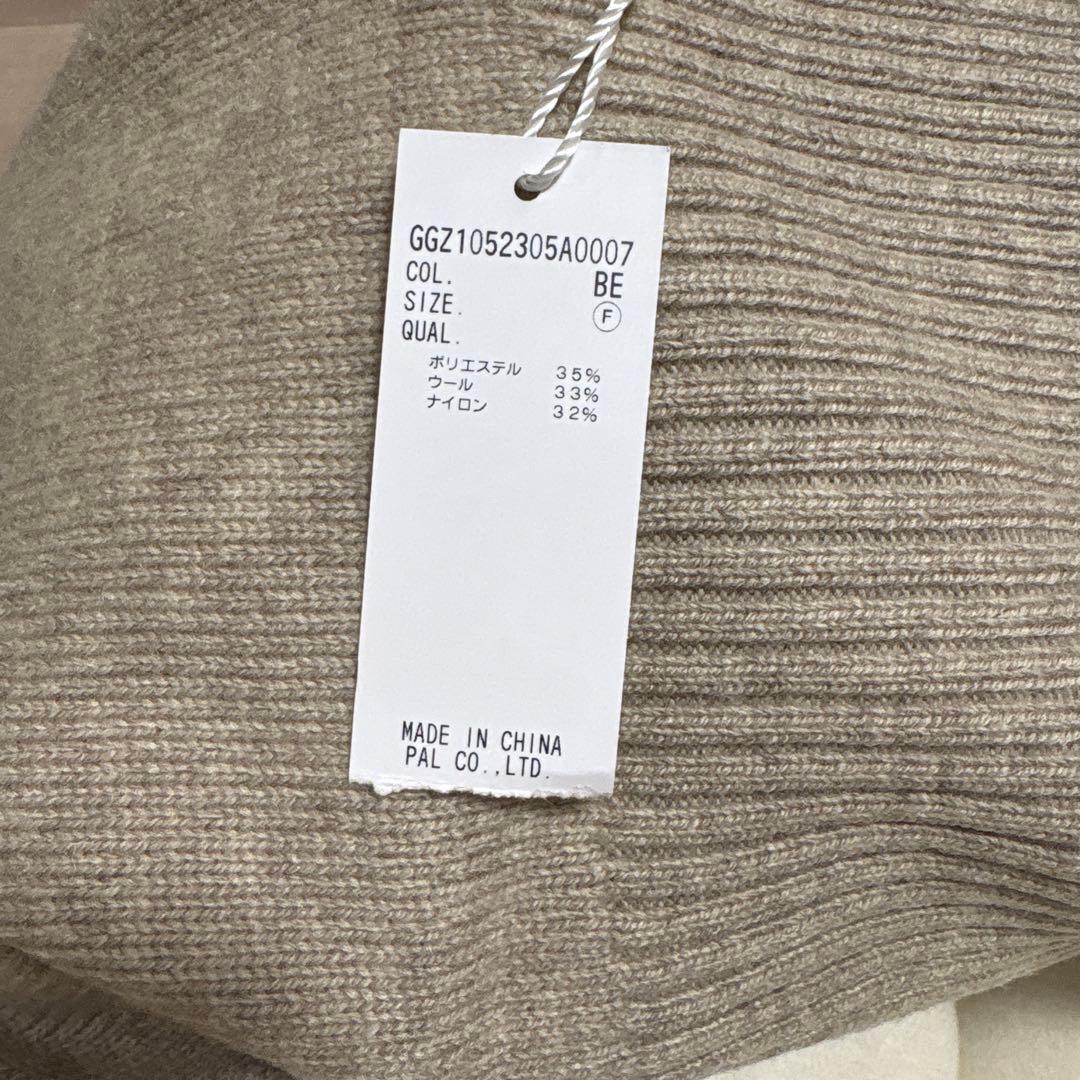 GGZ1052305A0007
COL. BE
SIZE. Ⓕ
QUAL.
ポリエステル 35%
ウール 33%
ナイロン 32%
MADE IN CHINA
PAL CO.,LTD.